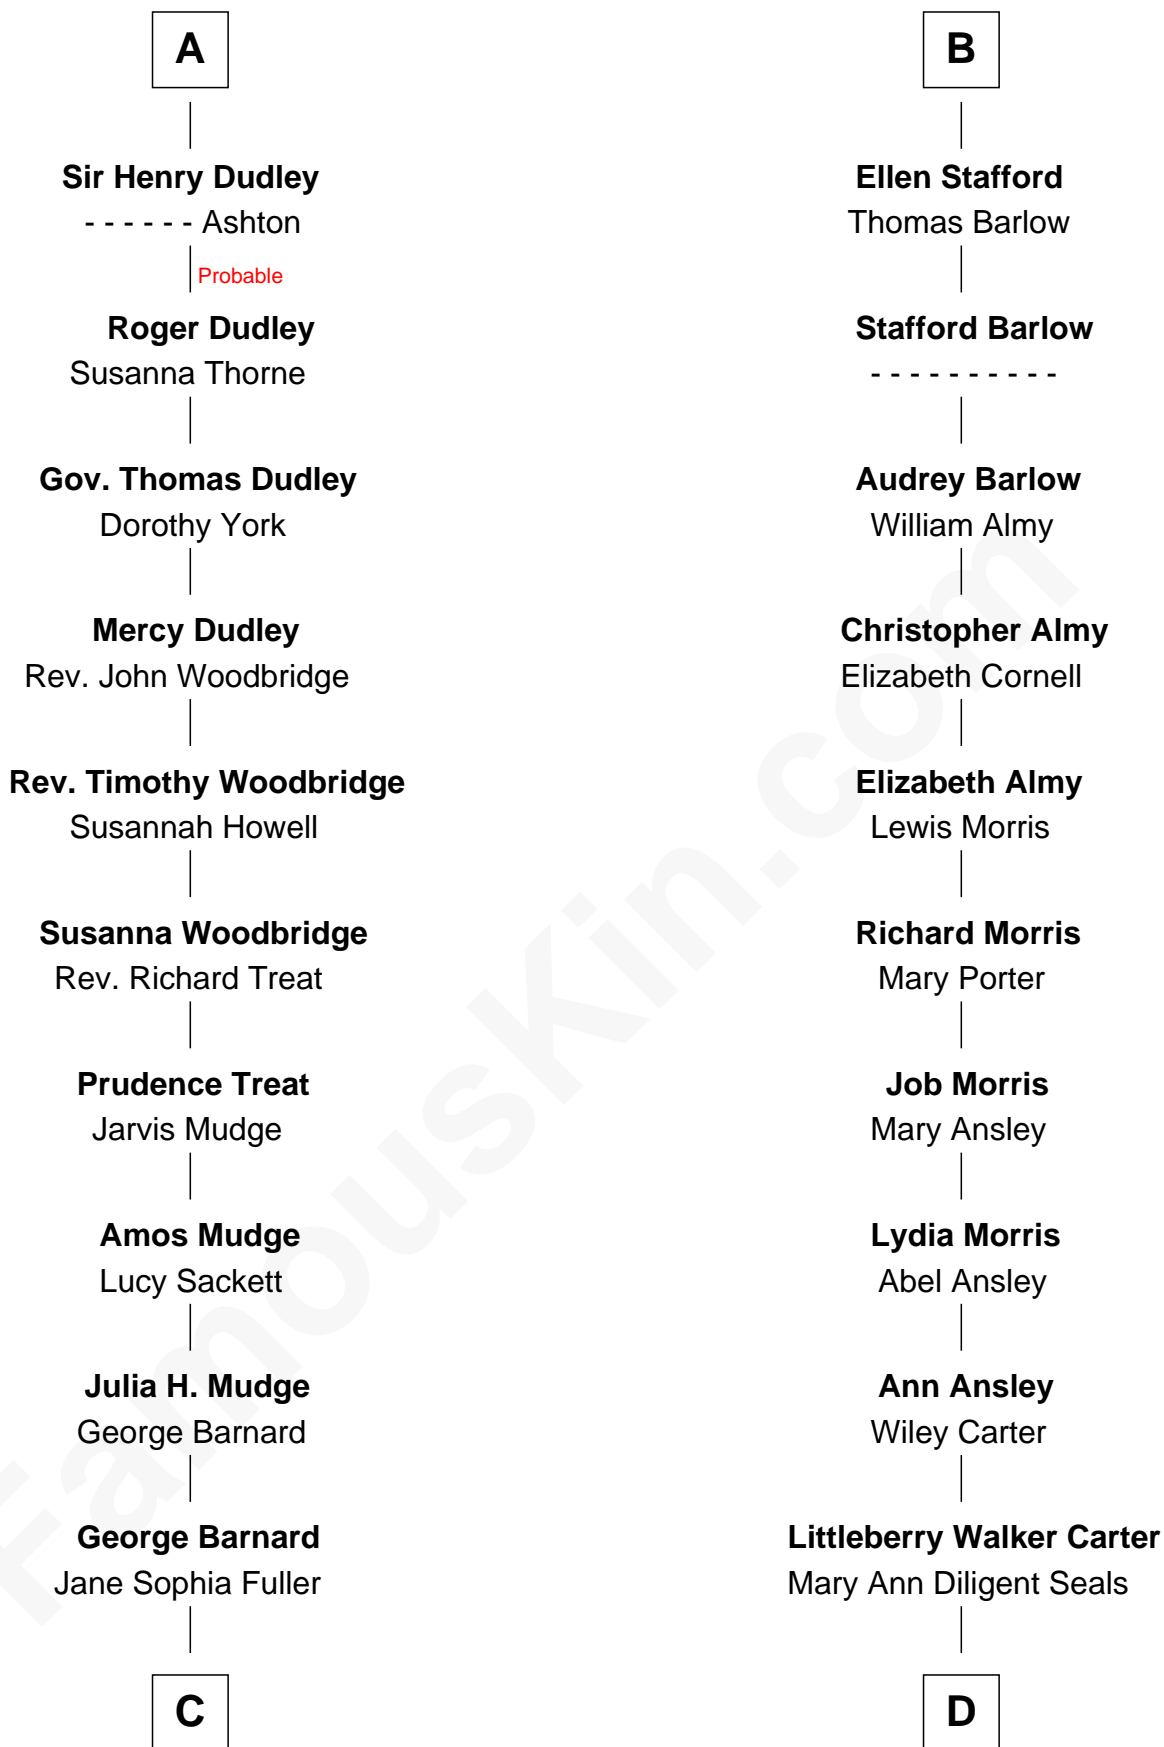 A
Sir Henry Dudley
- - - - - - Ashton
Probable
Roger Dudley
Susanna Thorne
Gov. Thomas Dudley
Dorothy York
Mercy Dudley
Rev. John Woodbridge
Rev. Timothy Woodbridge
Susannah Howell
Susanna Woodbridge
Rev. Richard Treat
Prudence Treat
Jarvis Mudge
Amos Mudge
Lucy Sackett
Julia H. Mudge
George Barnard
George Barnard
Jane Sophia Fuller
C
B
Ellen Stafford
Thomas Barlow
Stafford Barlow
- - - - - - - - - -
Audrey Barlow
William Almy
Christopher Almy
Elizabeth Cornell
Elizabeth Almy
Lewis Morris
Richard Morris
Mary Porter
Job Morris
Mary Ansley
Lydia Morris
Abel Ansley
Ann Ansley
Wiley Carter
Littleberry Walker Carter
Mary Ann Diligent Seals
D
FamousKin.com